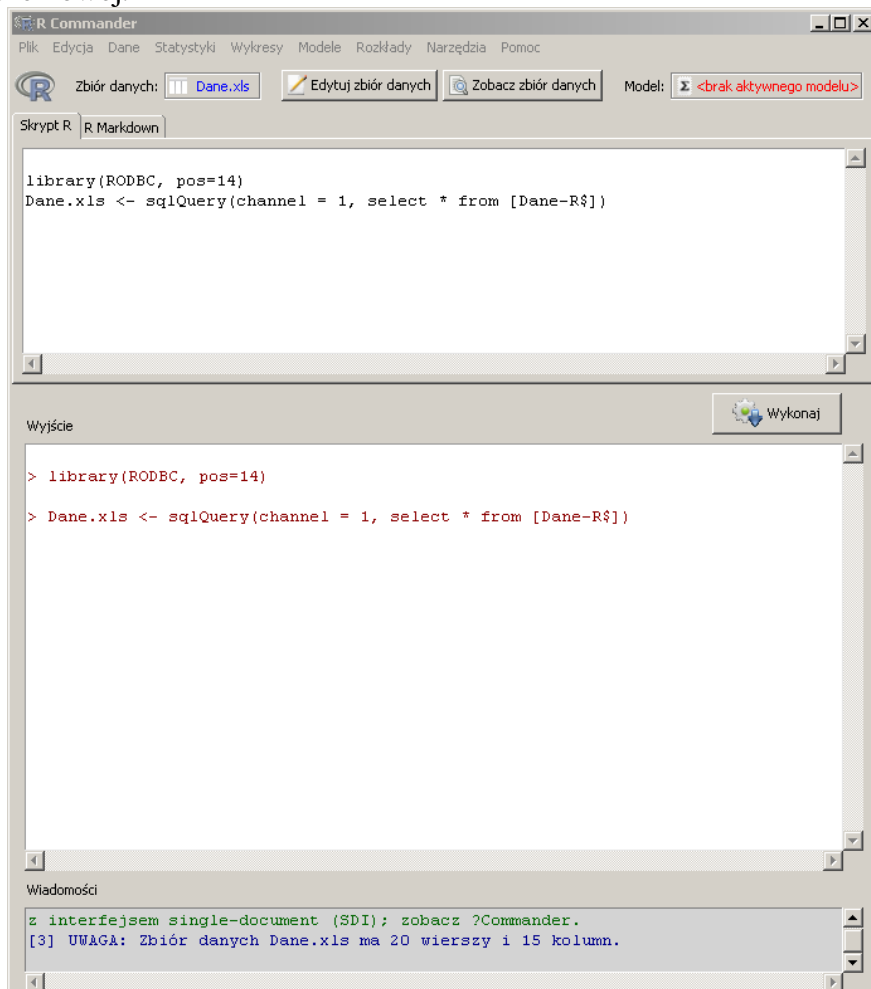 R Commander
Plik Edycja Dane Statystyki Wykresy Modele Rozkłady Narzędzia Pomoc
R Zbiór danych: Dane.xls Edytuj zbiór danych Zobacz zbiór danych Model: Σ <brak aktywnego modelu>
Skrypt R R Markdown
library(RODBC, pos=14)
Dane.xls <- sqlQuery(channel = 1, select * from [Dane-R$])
Wykonaj
Wyjście
> library(RODBC, pos=14)
> Dane.xls <- sqlQuery(channel = 1, select * from [Dane-R$])
Wiadomości
z interfejsem single-document (SDI); zobacz ?Commander.
[3] UWAGA: Zbiór danych Dane.xls ma 20 wierszy i 15 kolumn.